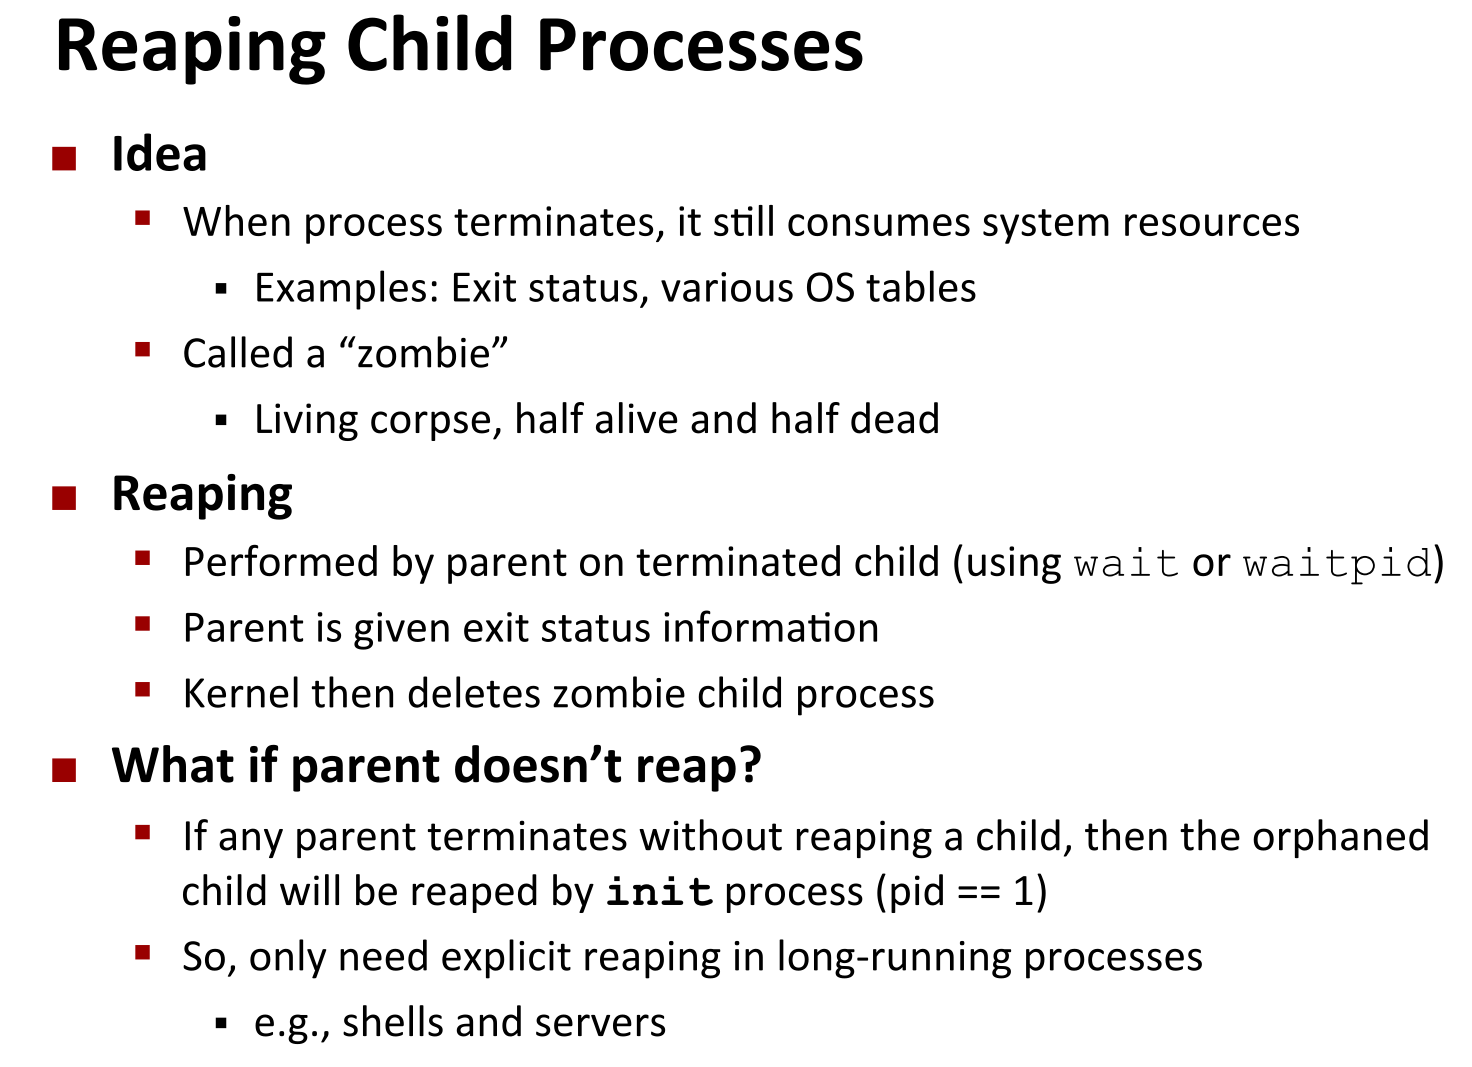 Reaping Child Processes
Idea
When process terminates, it still consumes system resources
Examples: Exit status, various OS tables
Called a “zombie”
Living corpse, half alive and half dead
Reaping
Performed by parent on terminated child (using wait or waitpid)
Parent is given exit status information
Kernel then deletes zombie child process
What if parent doesn’t reap?
If any parent terminates without reaping a child, then the orphaned
child will be reaped by init process (pid == 1)
So, only need explicit reaping in long-running processes
e.g., shells and servers